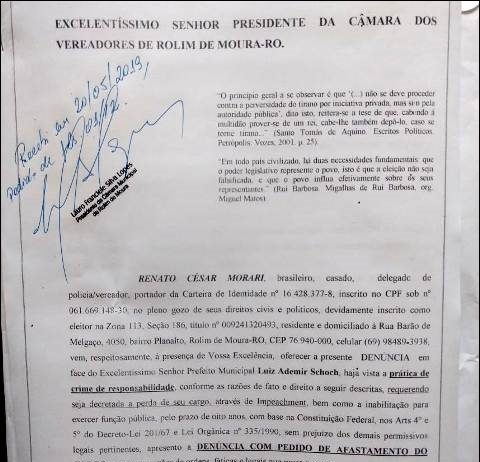 EXCELENTÍSSIMO SENHOR PRESIDENTE DA CÂMARA DOS
VEREADORES DE ROLIM DE MOURA-RO.
Recebi em 20/05/2019,
Pedido de
Presidente da Câmara Municipal
de Rolim de Moura
"O princípio geral a se observar é que '(...) não se deve proceder
contra a perversidade do tirano por iniciativa privada, mas sim pela
autoridade pública', dito isto, reitera-se a tese de que, cabendo à
multidão prover-se de um rei, cabe-lhe também depô-lo, caso se
torne tirano..." (Santo Tomás de Aquino. Escritos Políticos.
Petrópolis: Vozes, 2001. p. 25).
"Em todo país civilizado, há duas necessidades fundamentais: que
o poder legislativo represente o povo, isto é que a eleição não seja
falsificada, e que o povo influa efetivamente sobre os seus
representantes." (Rui Barbosa. Migalhas de Rui Barbosa, org.
Miguel Matos).
RENATO CÉSAR MORARI, brasileiro, casado, delegado de
polícia/vereador, portador da Carteira de Identidade nº 16.428.377-8, inscrito no CPF sob nº
061.669.148-30, no pleno gozo de seus direitos civis e políticos, devidamente inscrito como
eleitor na Zona 113, Seção 186, título nº 009241320493, residente e domiciliado à Rua Barão de
Melgaço, 4050, bairro Planalto, Rolim de Moura-RO, CEP 76.940-000, celular (69) 98489-3938,
vem, respeitosamente, à presença de Vossa Excelência, oferecer a presente DENÚNCIA em
face do Excelentíssimo Senhor Prefeito Municipal Luiz Ademir Schock, haja vista a prática de
crime de responsabilidade, conforme as razões de fato e direito a seguir descritas, requerendo
seja decretada a perda de seu cargo, através de Impeachment, bem como a inabilitação para
exercer função pública, pelo prazo de oito anos, com base na Constituição Federal, nos Arts 4º e
5º do Decreto-Lei 201/67 e Lei Orgânica nº 335/1990, sem prejuízo dos demais permissivos
legais pertinentes, apresento a DENÚNCIA COM PEDIDO DE AFASTAMENTO DO